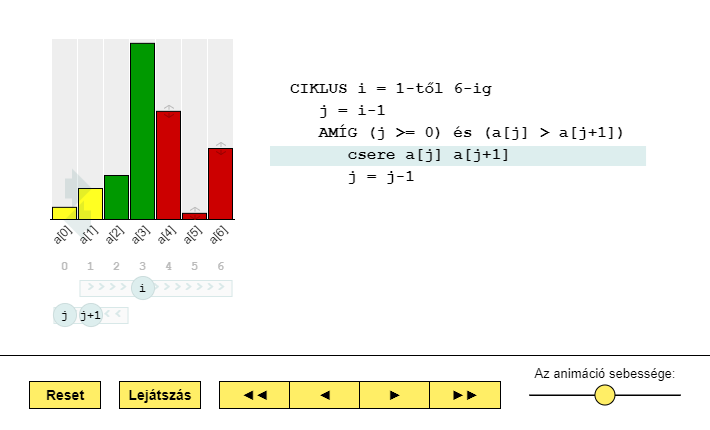 CIKLUS i = 1-től 6-ig
j = i-1
AMÍG (j >= 0) és (a[j] > a[j+1])
csere a[j] a[j+1]
j = j-1
a[0] a[1] a[2] a[3] a[4] a[5] a[6]
0 1 2 3 4 5 6
i
j j+1
Az animáció sebessége:
Reset Lejátszás